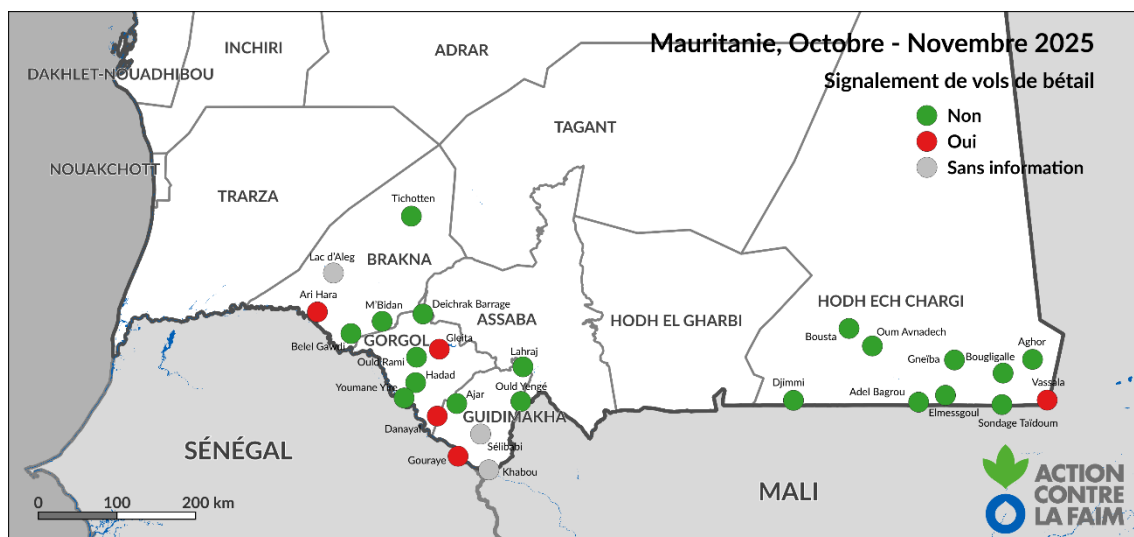 Mauritanie, Octobre - Novembre 2025
Signalement de vols de bétail
Non
Oui
Sans information
INCHIRI
ADRAR
DAKHLET-NOUADHIBOU
TAGANT
NOUAKCHOTT
TRARZA
Tichotten
Lac d'Aleg
BRAKNA
Ari Hara
M'Bidan
Deichrak Barrage
ASSABA
HODH ECH CHARGI
HODH EL GHARBI
Bousta
Oum Avnadech
Belel Gawdi
GORGOL
Gleita
Ould Rami
Lahraj
Gneïba
Bougligalle
Aghor
Hadad
Youmane Yire
Ajar
Ould Yengé
Djimmi
Adel Bagrou
Vassala
Elmessgoul
Sondage Taïdoum
GUIDIMAKHA
Danayal
Sélibabi
Gouraye
Khabou
SÉNÉGAL
MALI
0 100 200 km
ACTION
CONTRE
LA FAIM